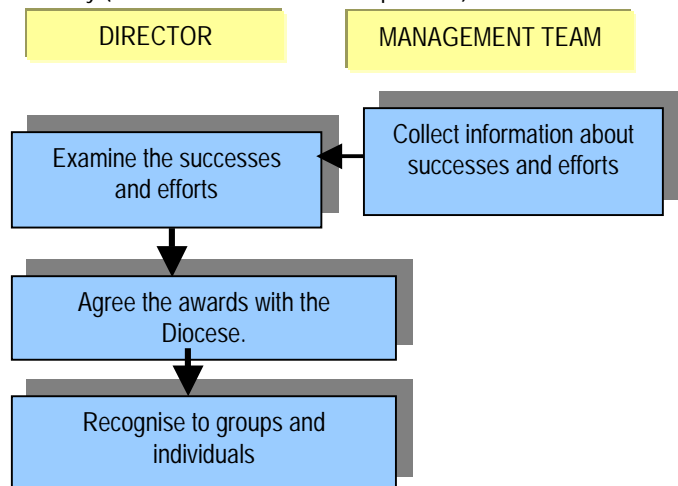 DIRECTOR
MANAGEMENT TEAM
Collect information about
successes and efforts
Examine the successes
and efforts
Agree the awards with the
Diocese.
Recognise to groups and
individuals